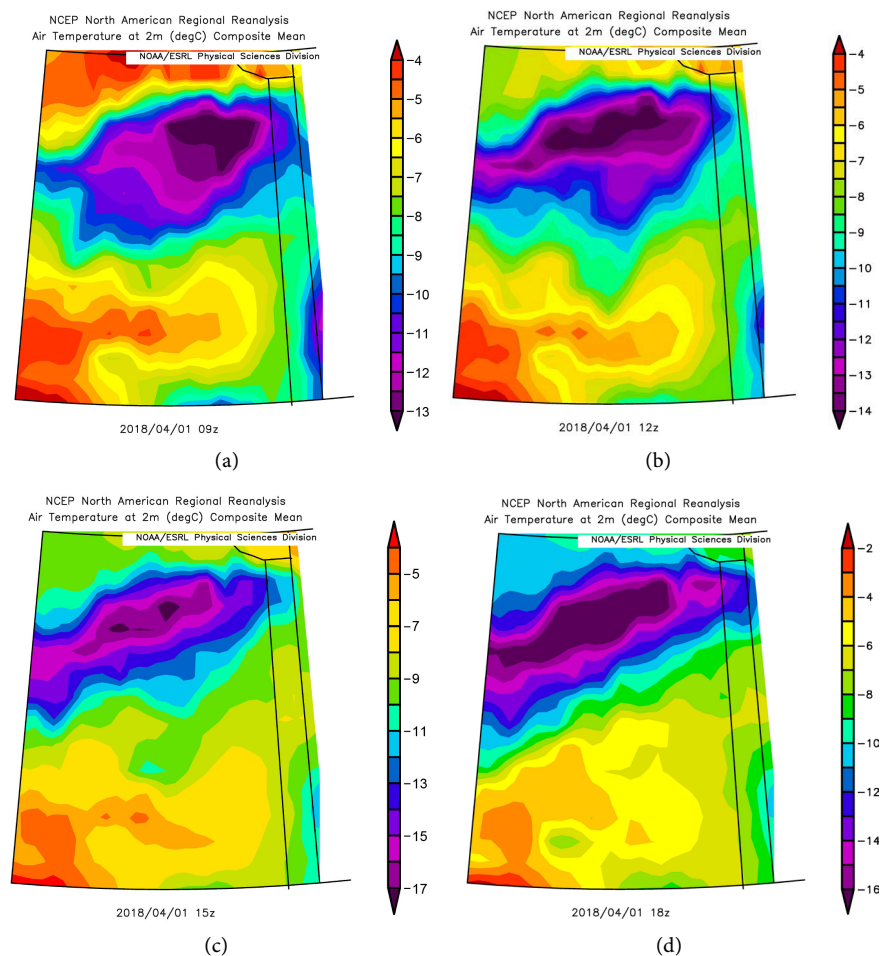 NCEP North American Regional Reanalysis
Air Temperature at 2m (degC) Composite Mean
NOAA/ESRL Physical Sciences Division
-4
-5
-6
-7
-8
-9
-10
-11
-12
-13
2018/04/01 09z
(a)
NCEP North American Regional Reanalysis
Air Temperature at 2m (degC) Composite Mean
NOAA/ESRL Physical Sciences Division
-4
-5
-6
-7
-8
-9
-10
-11
-12
-13
-14
2018/04/01 12z
(b)
NCEP North American Regional Reanalysis
Air Temperature at 2m (degC) Composite Mean
NOAA/ESRL Physical Sciences Division
-5
-7
-9
-11
-13
-15
-17
2018/04/01 15z
(c)
NCEP North American Regional Reanalysis
Air Temperature at 2m (degC) Composite Mean
NOAA/ESRL Physical Sciences Division
-2
-4
-6
-8
-10
-12
-14
-16
2018/04/01 18z
(d)